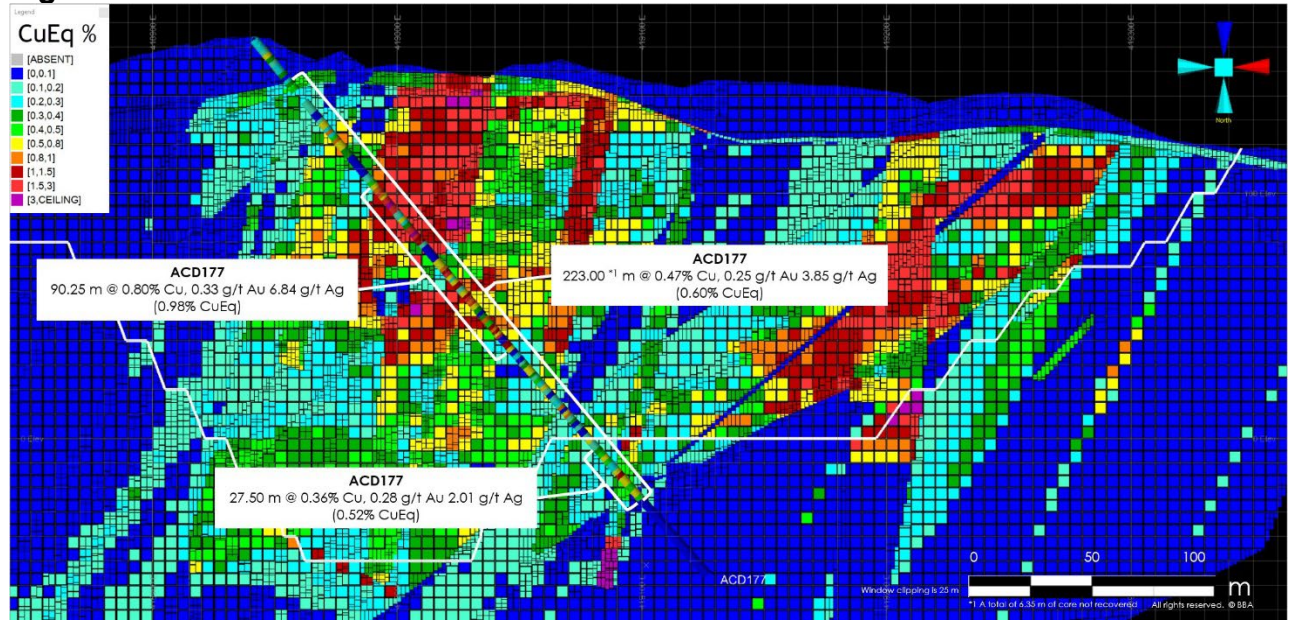 Legend
CuEq %
[ABSENT]
[0,0.1]
[0.1,0.2]
[0.2,0.3]
[0.3,0.4]
[0.4,0.5]
[0.5,0.8]
[0.8,1]
[1,1.5]
[1.5,3]
[3,CEILING]
North
ACD177
90.25 m @ 0.80% Cu, 0.33 g/t Au 6.84 g/t Ag
(0.98% CuEq)
ACD177
223.00 *1 m @ 0.47% Cu, 0.25 g/t Au 3.85 g/t Ag
(0.60% CuEq)
0 Elev
0 Elev
ACD177
27.50 m @ 0.36% Cu, 0.28 g/t Au 2.01 g/t Ag
(0.52% CuEq)
ACD177
0 50 100
m
Window clipping is 25 m
*1 A total of 6.35 m of core not recovered All rights reserved. © BBA